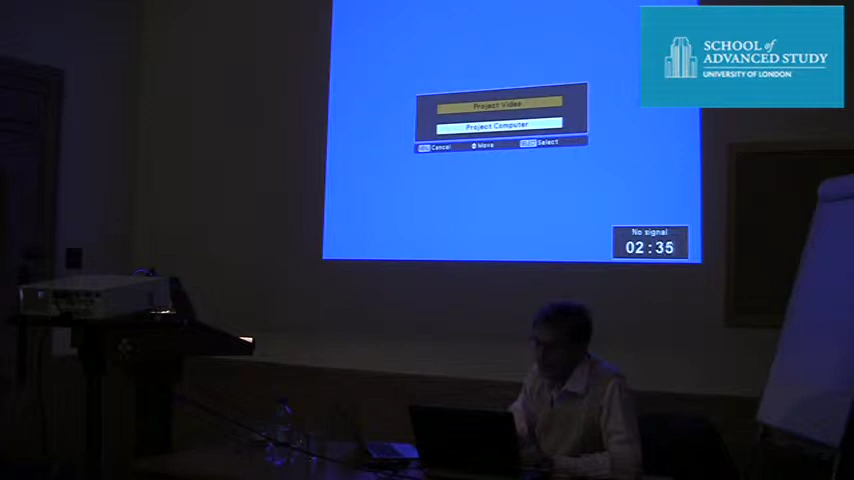 SCHOOL of
ADVANCED STUDY
UNIVERSITY OF LONDON
Project Video
Project Computer
Cancel
Move
Select
No signal
02:35